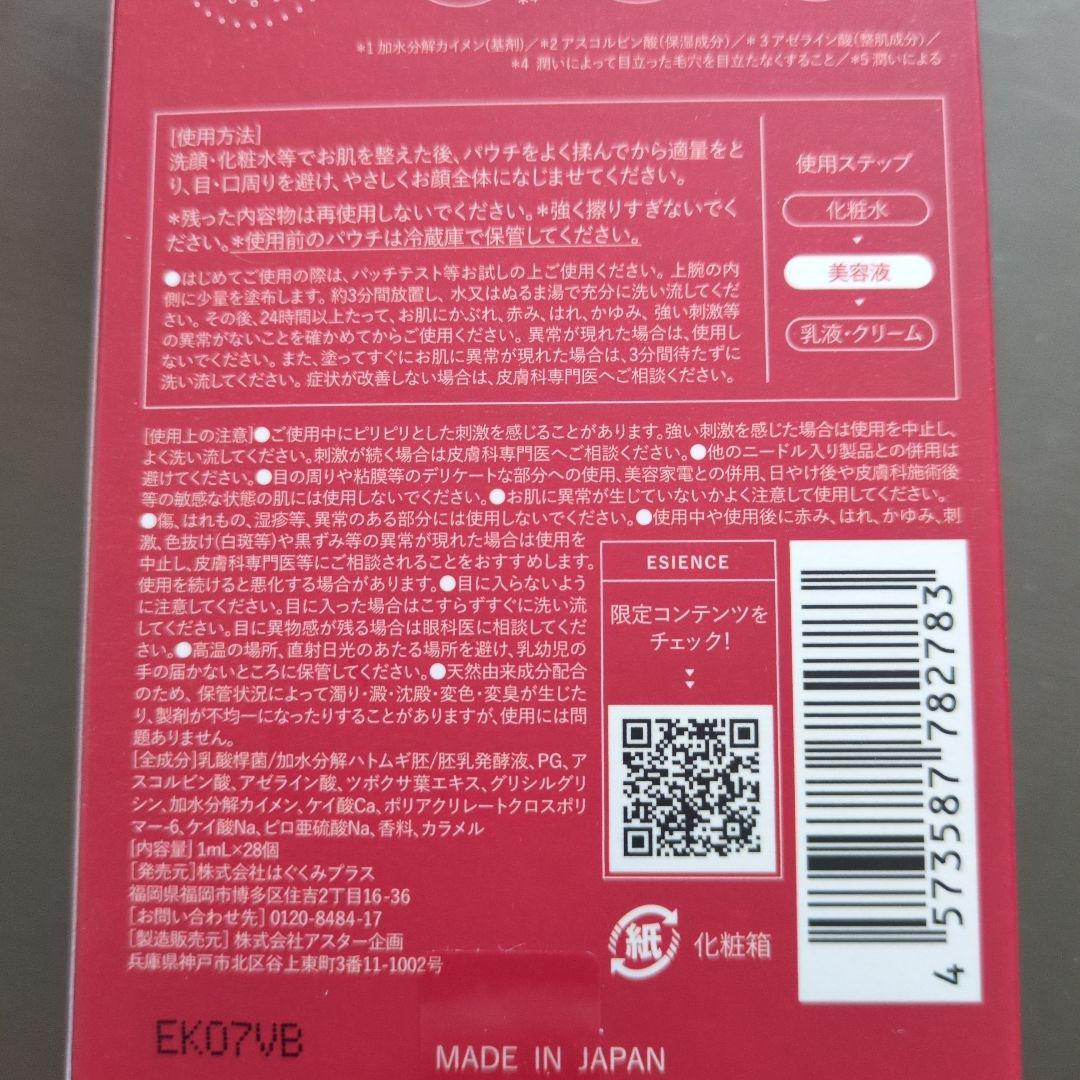 *4
*1 加水分解カイメン(基剤)／*2 アスコルビン酸(保湿成分)／*3 アゼライン酸(整肌成分)／
*4 潤いによって目立った毛穴を目立たなくすること／*5 潤いによる
[使用方法]
洗顔・化粧水等でお肌を整えた後、パウチをよく揉んでから適量をと
り、目・口周りを避け、やさしくお顔全体になじませてください。
*残った内容物は再使用しないでください。*強く擦りすぎないでく
ださい。*使用前のパウチは冷蔵庫で保管してください。
●はじめてご使用の際は、パッチテスト等お試しの上ご使用ください。上腕の内
側に少量を塗布します。約3分間放置し、水又はぬるま湯で充分に洗い流してくだ
さい。その後、24時間以上たって、お肌にかぶれ、赤み、はれ、かゆみ、強い刺激等
の異常がないことを確かめてからご使用ください。異常が現れた場合は、使用し
ないでください。また、塗ってすぐにお肌に異常が現れた場合は、3分間待たずに
洗い流してください。症状が改善しない場合は、皮膚科専門医へご相談ください。
使用ステップ
化粧水
美容液
乳液・クリーム
[使用上の注意]●ご使用中にピリピリとした刺激を感じることがあります。強い刺激を感じた場合は使用を中止し、
よく洗い流してください。刺激が続く場合は皮膚科専門医へご相談ください。●他のニードル入り製品との併用は
避けてください。●目の周りや粘膜等のデリケートな部分への使用、美容家電との併用、日やけ後や皮膚科施術後
等の敏感な状態の肌には使用しないでください。●お肌に異常が生じていないかよく注意して使用してください。
●傷、はれもの、湿疹等、異常のある部分には使用しないでください。●使用中や使用後に赤み、はれ、かゆみ、刺
激、色抜け(白斑等)や黒ずみ等の異常が現れた場合は使用を
中止し、皮膚科専門医等にご相談されることをおすすめします。
使用を続けると悪化する場合があります。●目に入らないよう
に注意してください。目に入った場合はこすらずすぐに洗い流
してください。目に異物感が残る場合は眼科医に相談してくだ
さい。●高温の場所、直射日光のあたる場所を避け、乳幼児の
手の届かないところに保管してください。●天然由来成分配合
のため、保管状況によって濁り・澱・沈殿・変色・変臭が生じた
り、製剤が不均一になったりすることがありますが、使用には問
題ありません。
[全成分]乳酸桿菌/加水分解ハトムギ胚/胚乳発酵液、PG、ア
スコルビン酸、アゼライン酸、ツボクサ葉エキス、グリシルグリ
シン、加水分解カイメン、ケイ酸Ca、ポリアクリレートクロスポリ
マー-6、ケイ酸Na、ピロ亜硫酸Na、香料、カラメル
[内容量] 1mL×28個
[発売元]株式会社はぐくみプラス
福岡県福岡市博多区住吉2丁目16-36
[お問い合わせ先] 0120-8484-17
[製造販売元] 株式会社アスター企画
兵庫県神戸市北区谷上東町3番11-1002号
ESIENCE
限定コンテンツを
チェック!
紙 化粧箱
4 573587 782783
EK07VB
MADE IN JAPAN